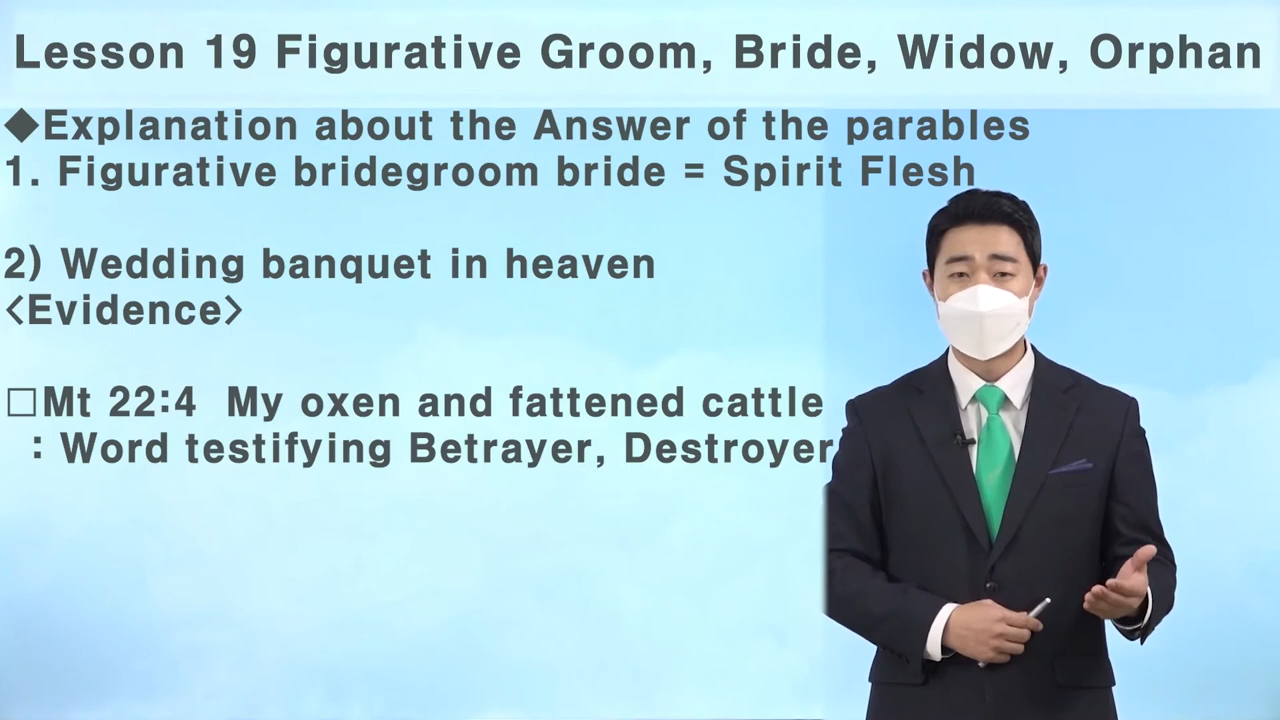 Lesson 19 Figurative Groom, Bride, Widow, Orphan
◆Explanation about the Answer of the parables
1. Figurative bridegroom bride = Spirit Flesh
2) Wedding banquet in heaven
<Evidence>
□Mt 22:4 My oxen and fattened cattle
: Word testifying Betrayer, Destroyer